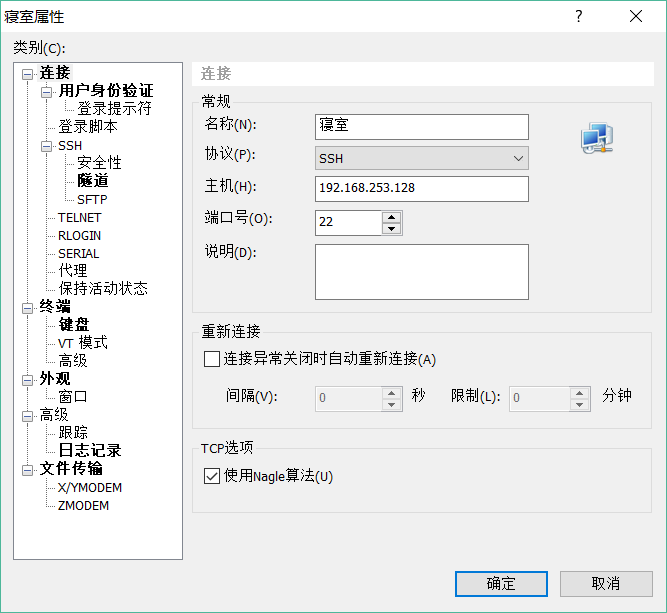 寝室属性
?
类别(C):
连接
用户身份验证
登录提示符
登录脚本
SSH
安全性
隧道
SFTP
TELNET
RLOGIN
SERIAL
代理
保持活动状态
终端
键盘
VT 模式
高级
外观
窗口
高级
跟踪
日志记录
文件传输
X/YMODEM
ZMODEM
连接
常规
名称(N): 寝室
协议(P): SSH
主机(H): 192.168.253.128
端口号(O): 22
说明(D):
重新连接
连接异常关闭时自动重新连接(A)
间隔(V): 0 秒 限制(L): 0 分钟
TCP选项
使用Nagle算法(U)
确定 取消